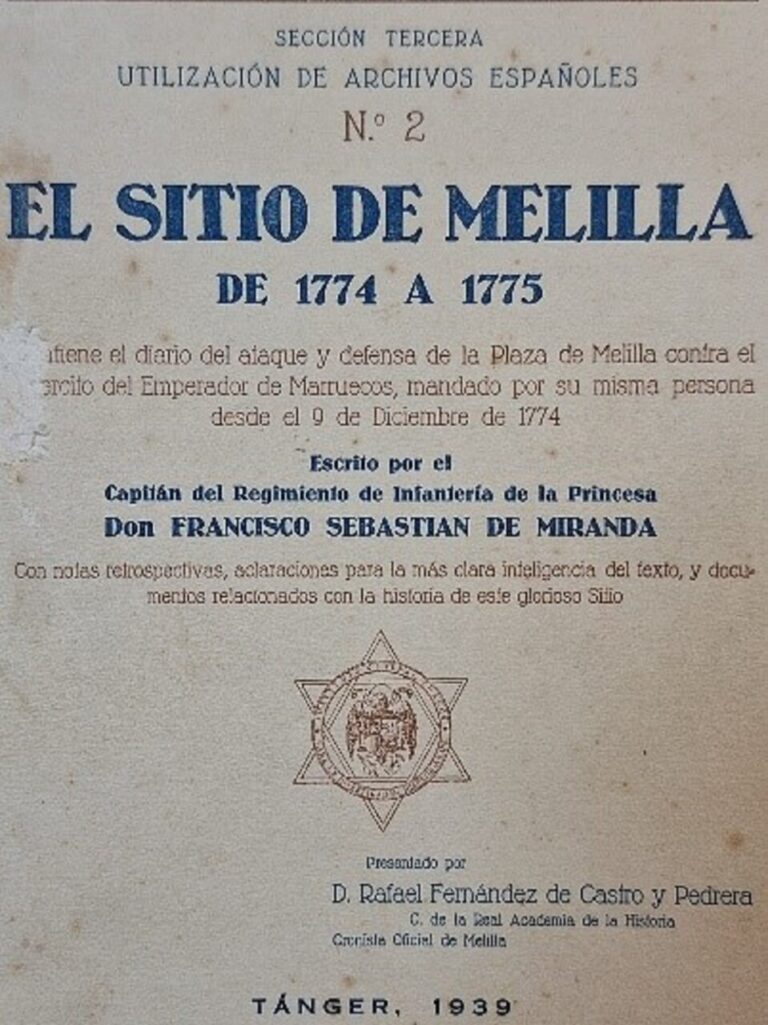 SECCIÓN TERCERA
UTILIZACIÓN DE ARCHIVOS ESPAÑOLES
N.º 2
EL SITIO DE MELILLA
DE 1774 A 1775
el diario del ataque y defensa de la Plaza de Melilla contra el
del Emperador de Marruecos, mandado por su misma persona
desde el 9 de Diciembre de 1774
Escrito por el
Capitán del Regimiento de Infantería de la Princesa
Don FRANCISCO SEBASTIAN DE MIRANDA
Con notas retrospectivas, aclaraciones para la más clara inteligencia del texto, y docu-
mentos relacionados con la historia de este glorioso Sitio
Presentado por
D. Rafael Fernández de Castro y Pedrera
C. de la Real Academia de la Historia
Cronista Oficial de Melilla
TÁNGER, 1939